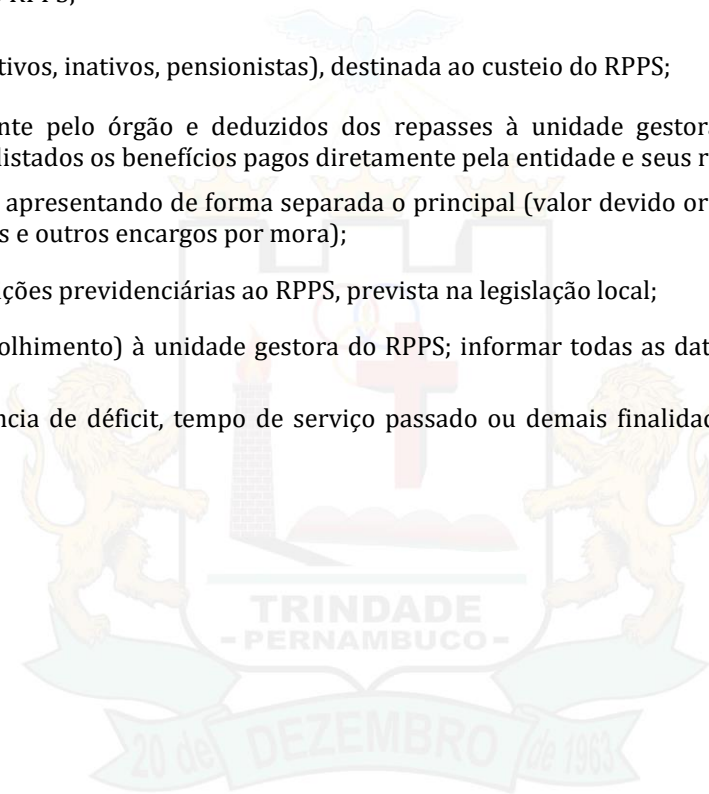 RPPS;
tivos, inativos, pensionistas), destinada ao custeio do RPPS;
nte pelo órgão e deduzidos dos repasses à unidade gestora
listados os benefícios pagos diretamente pela entidade e seus r
apresentando de forma separada o principal (valor devido or
s e outros encargos por mora);
ções previdenciárias ao RPPS, prevista na legislação local;
olhimento) à unidade gestora do RPPS; informar todas as dat
ncia de déficit, tempo de serviço passado ou demais finalidad
TRINDADE
- PERNAMBUCO -
20 de DEZEMBRO de 1963